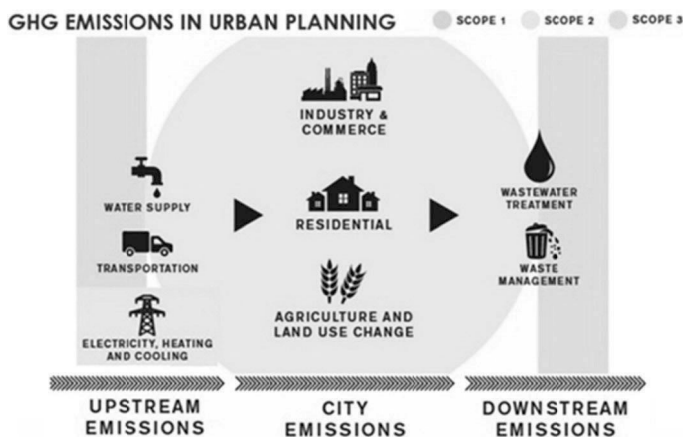 GHG EMISSIONS IN URBAN PLANNING
SCOPE 1
SCOPE 2
SCOPE 3
INDUSTRY &
COMMERCE
WATER SUPPLY
RESIDENTIAL
WASTEWATER
TREATMENT
TRANSPORTATION
WASTE
MANAGEMENT
ELECTRICITY, HEATING
AND COOLING
AGRICULTURE AND
LAND USE CHANGE
UPSTREAM
EMISSIONS
CITY
EMISSIONS
DOWNSTREAM
EMISSIONS